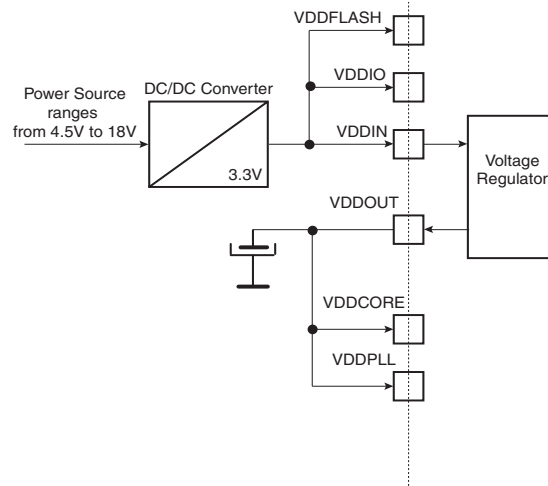 VDDFLASH
DC/DC Converter
VDDIO
Power Source
ranges
from 4.5V to 18V
VDDIN
3.3V
Voltage
Regulator
VDDOUT
VDDCORE
VDDPLL